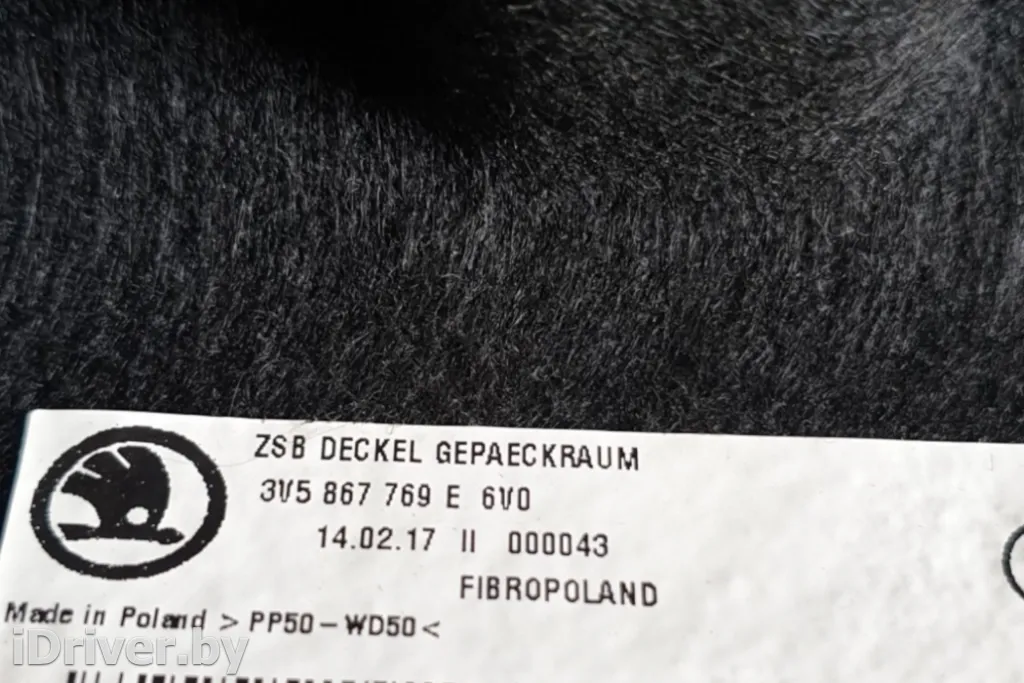 ZSB DECKEL GEPAECKRAUM
3V5 867 769 E 6V0
14.02.17 II 000043
FIBROPOLAND
Made in Poland > PP50-WD50<
iDriver.by